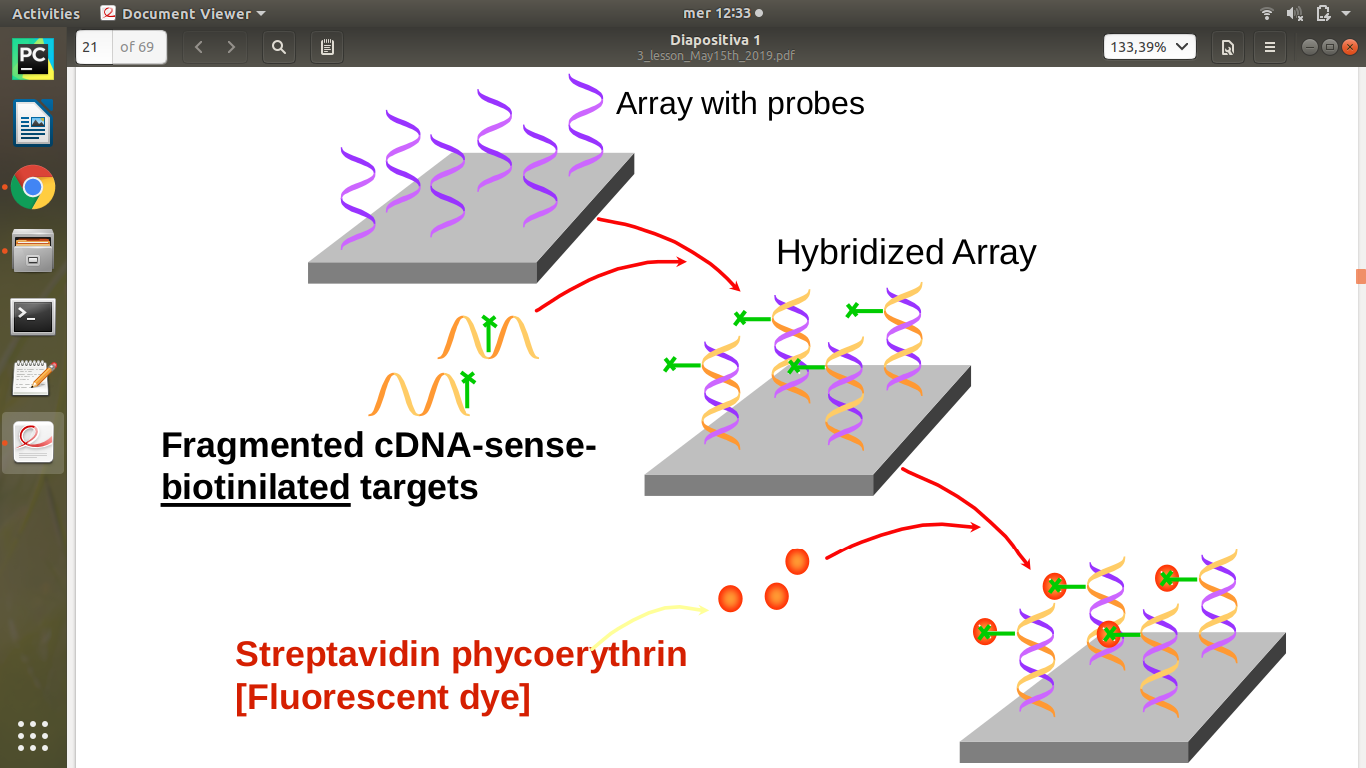 Activities
Document Viewer
mer 12:33
21
of 69
Diapositiva 1
3_lesson_May15th_2019.pdf
133,39%
PC
>_
Array with probes
Hybridized Array
Fragmented cDNA-sense-
biotinilated targets
Streptavidin phycoerythrin
[Fluorescent dye]